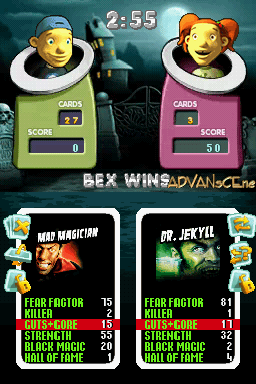 2:55
CARDS
27
SCORE
0
CARDS
3
SCORE
50
BEX WINS
ADVANsCEne
MAD MAGICIAN
FEAR FACTOR 75
KILLER 2
GUTS+GORE 15
STRENGTH 55
BLACK MAGIC 20
HALL OF FAME 1
DR. JEKYLL
FEAR FACTOR 81
KILLER 1
GUTS+GORE 17
STRENGTH 32
BLACK MAGIC 2
HALL OF FAME 4